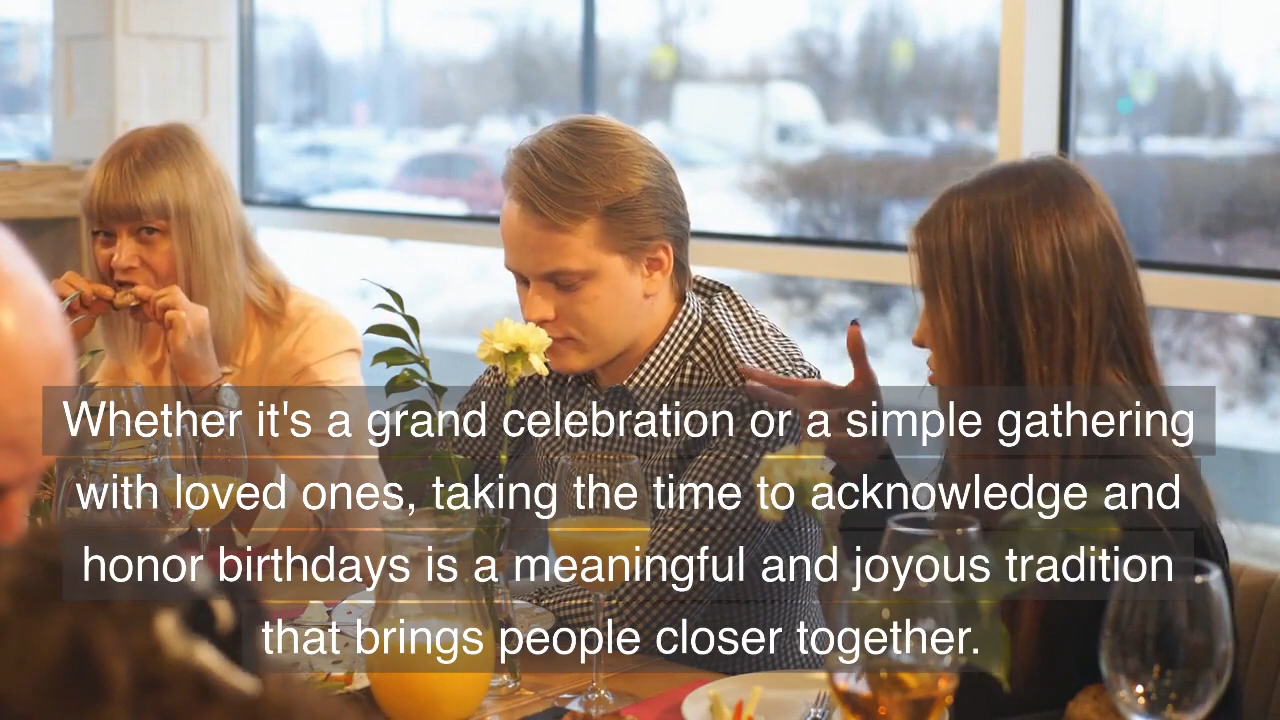 Whether it's a grand celebration or a simple gathering
with loved ones, taking the time to acknowledge and
honor birthdays is a meaningful and joyous tradition
that brings people closer together.